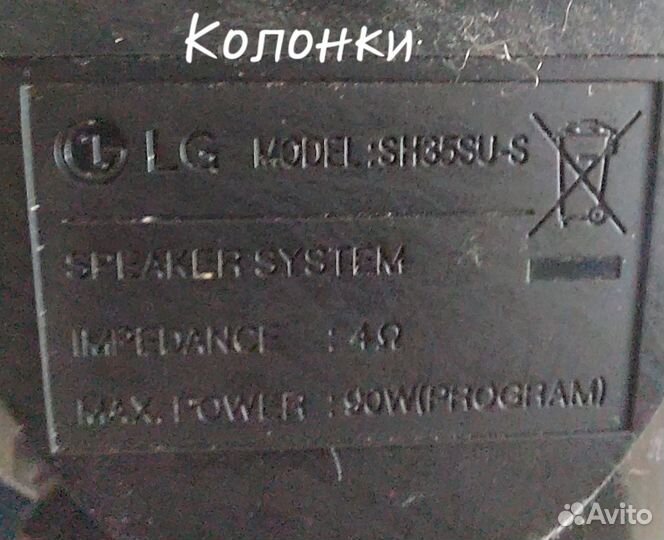 Колонки
LG MODEL:SH35SU-S
SPEAKER SYSTEM
IMPEDANCE : 4Ω
MAX. POWER : 90W(PROGRAM)
Avito